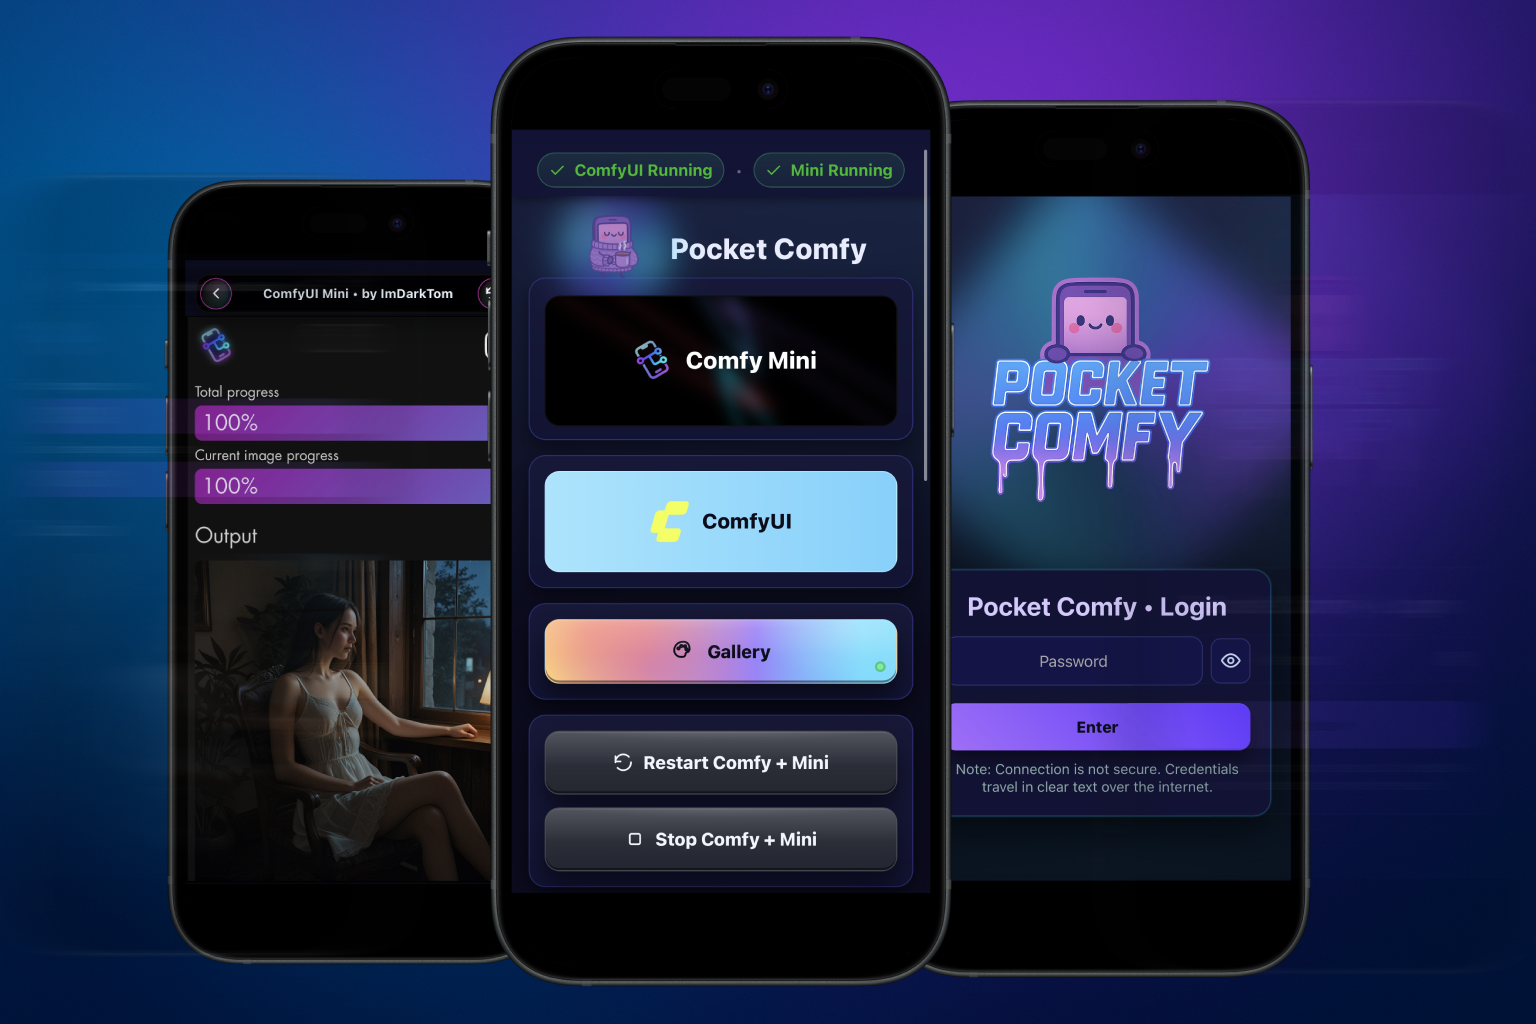 ComfyUI Mini • by ImDarkTom
Total progress
100%
Current image progress
100%
Output
ComfyUI Running • Mini Running
Pocket Comfy
Comfy Mini
ComfyUI
Gallery
Restart Comfy + Mini
Stop Comfy + Mini
POCKET
COMFY
Pocket Comfy • Login
Password
Enter
Note: Connection is not secure. Credentials
travel in clear text over the internet.